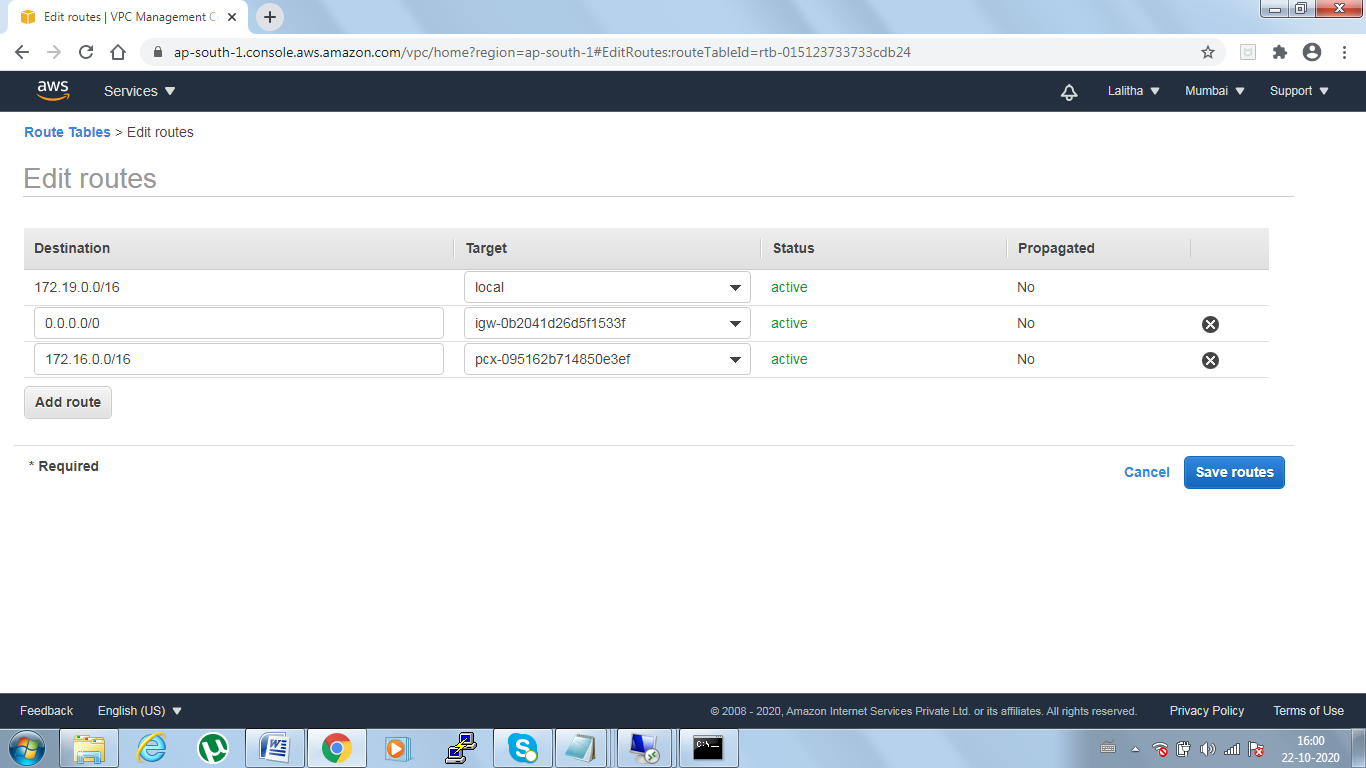 Edit routes | VPC Management C
ap-south-1.console.aws.amazon.com/vpc/home?region=ap-south-1#EditRoutes:routeTableId=rtb-015123733733cdb24
aws Services Lalitha Mumbai Support
Route Tables > Edit routes
Edit routes
Destination Target Status Propagated
172.19.0.0/16 local active No
0.0.0.0/0 igw-0b2041d26d5f1533f active No
172.16.0.0/16 pcx-095162b714850e3ef active No
Add route
* Required
Cancel Save routes
Feedback English (US) © 2008 - 2020, Amazon Internet Services Private Ltd. or its affiliates. All rights reserved. Privacy Policy Terms of Use
16:00
22-10-2020